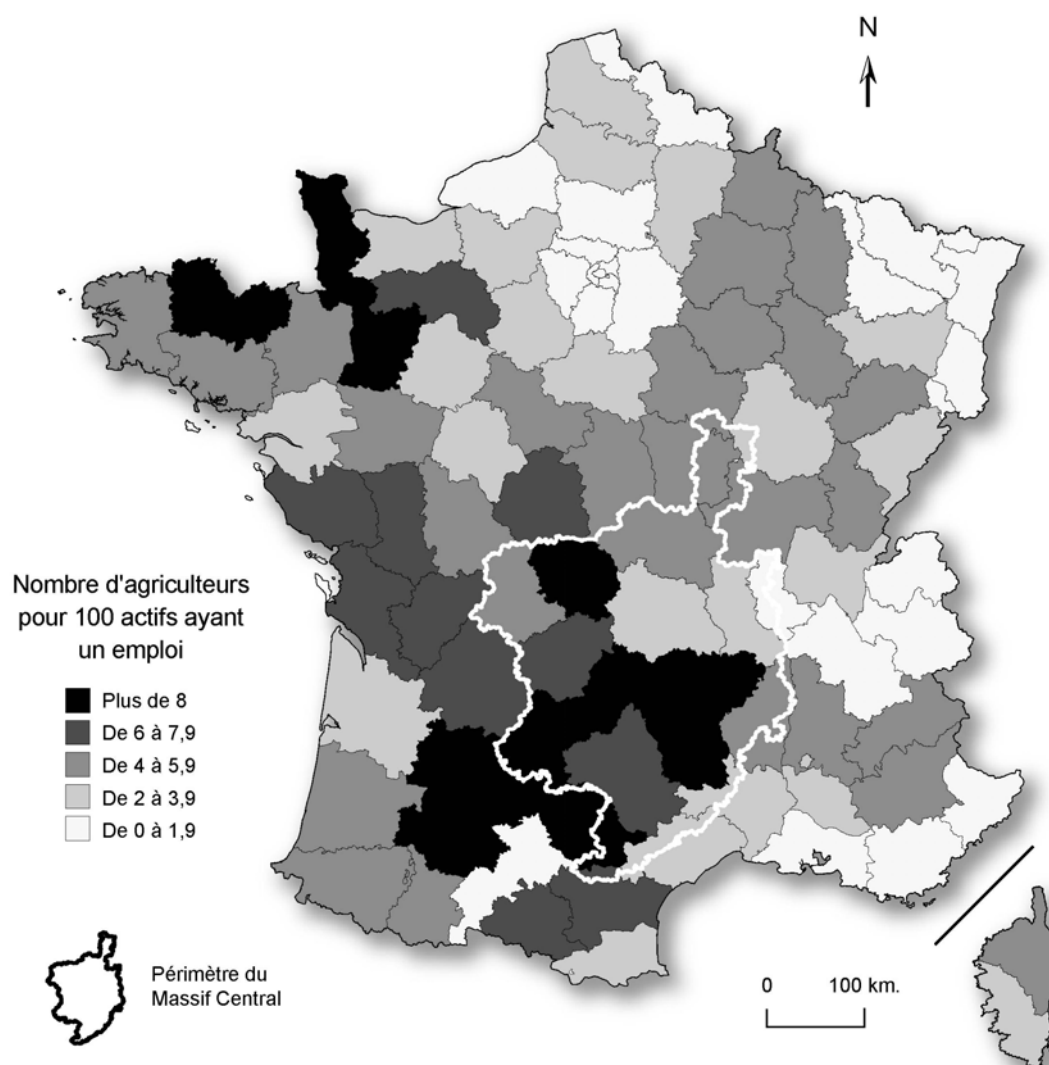 N
Nombre d'agriculteurs
pour 100 actifs ayant
un emploi
Plus de 8
De 6 à 7,9
De 4 à 5,9
De 2 à 3,9
De 0 à 1,9
Périmètre du
Massif Central
0 100 km.